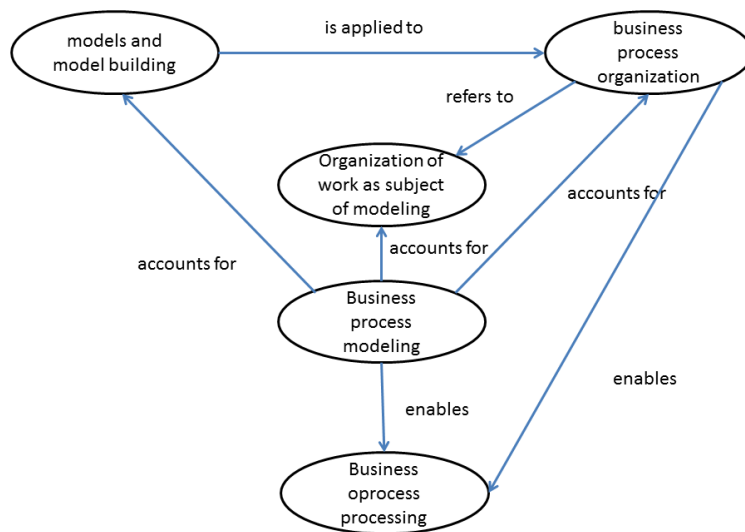 models and
model building
is applied to
business
process
organization
refers to
Organization of
work as subject
of modeling
accounts for
accounts for
accounts for
Business
process
modeling
enables
enables
Business
oprocess
processing